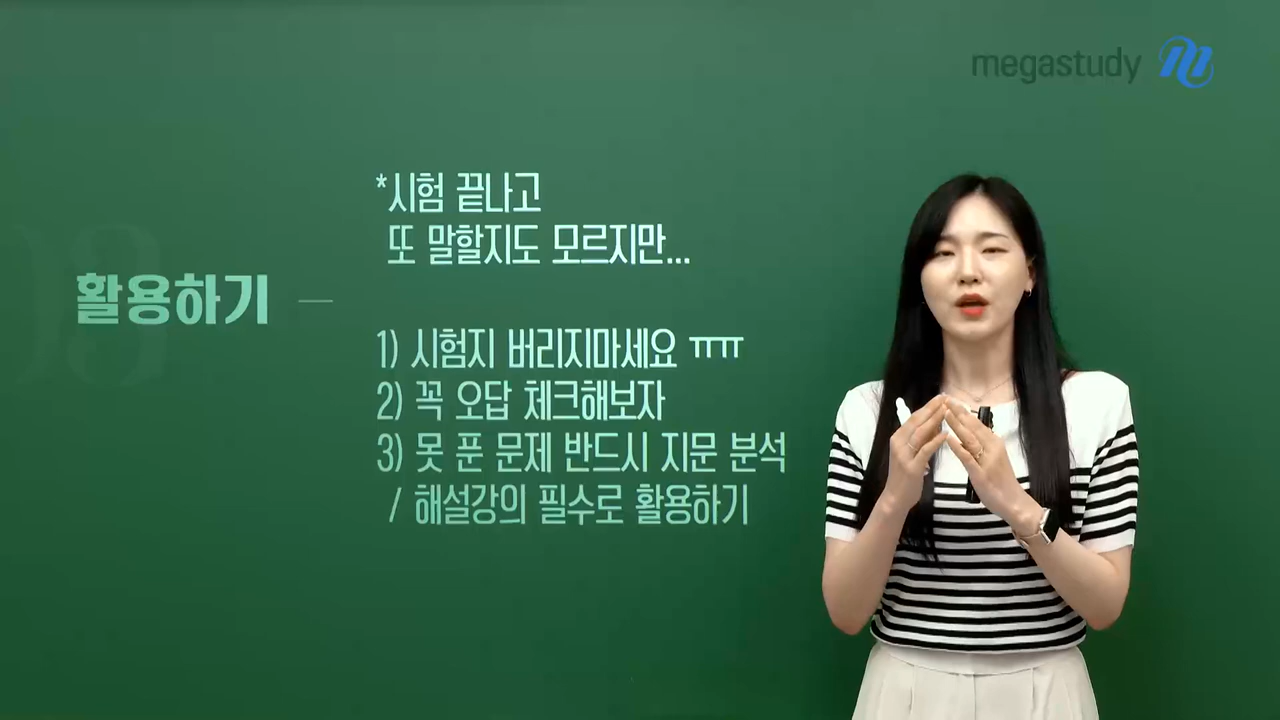 megastudy
03
활용하기
*시험 끝나고
또 말할지도 모르지만...
1) 시험지 버리지마세요 ㅠㅠ
2) 꼭 오답 체크해보자
3) 못 푼 문제 반드시 지문 분석
/ 해설강의 필수로 활용하기